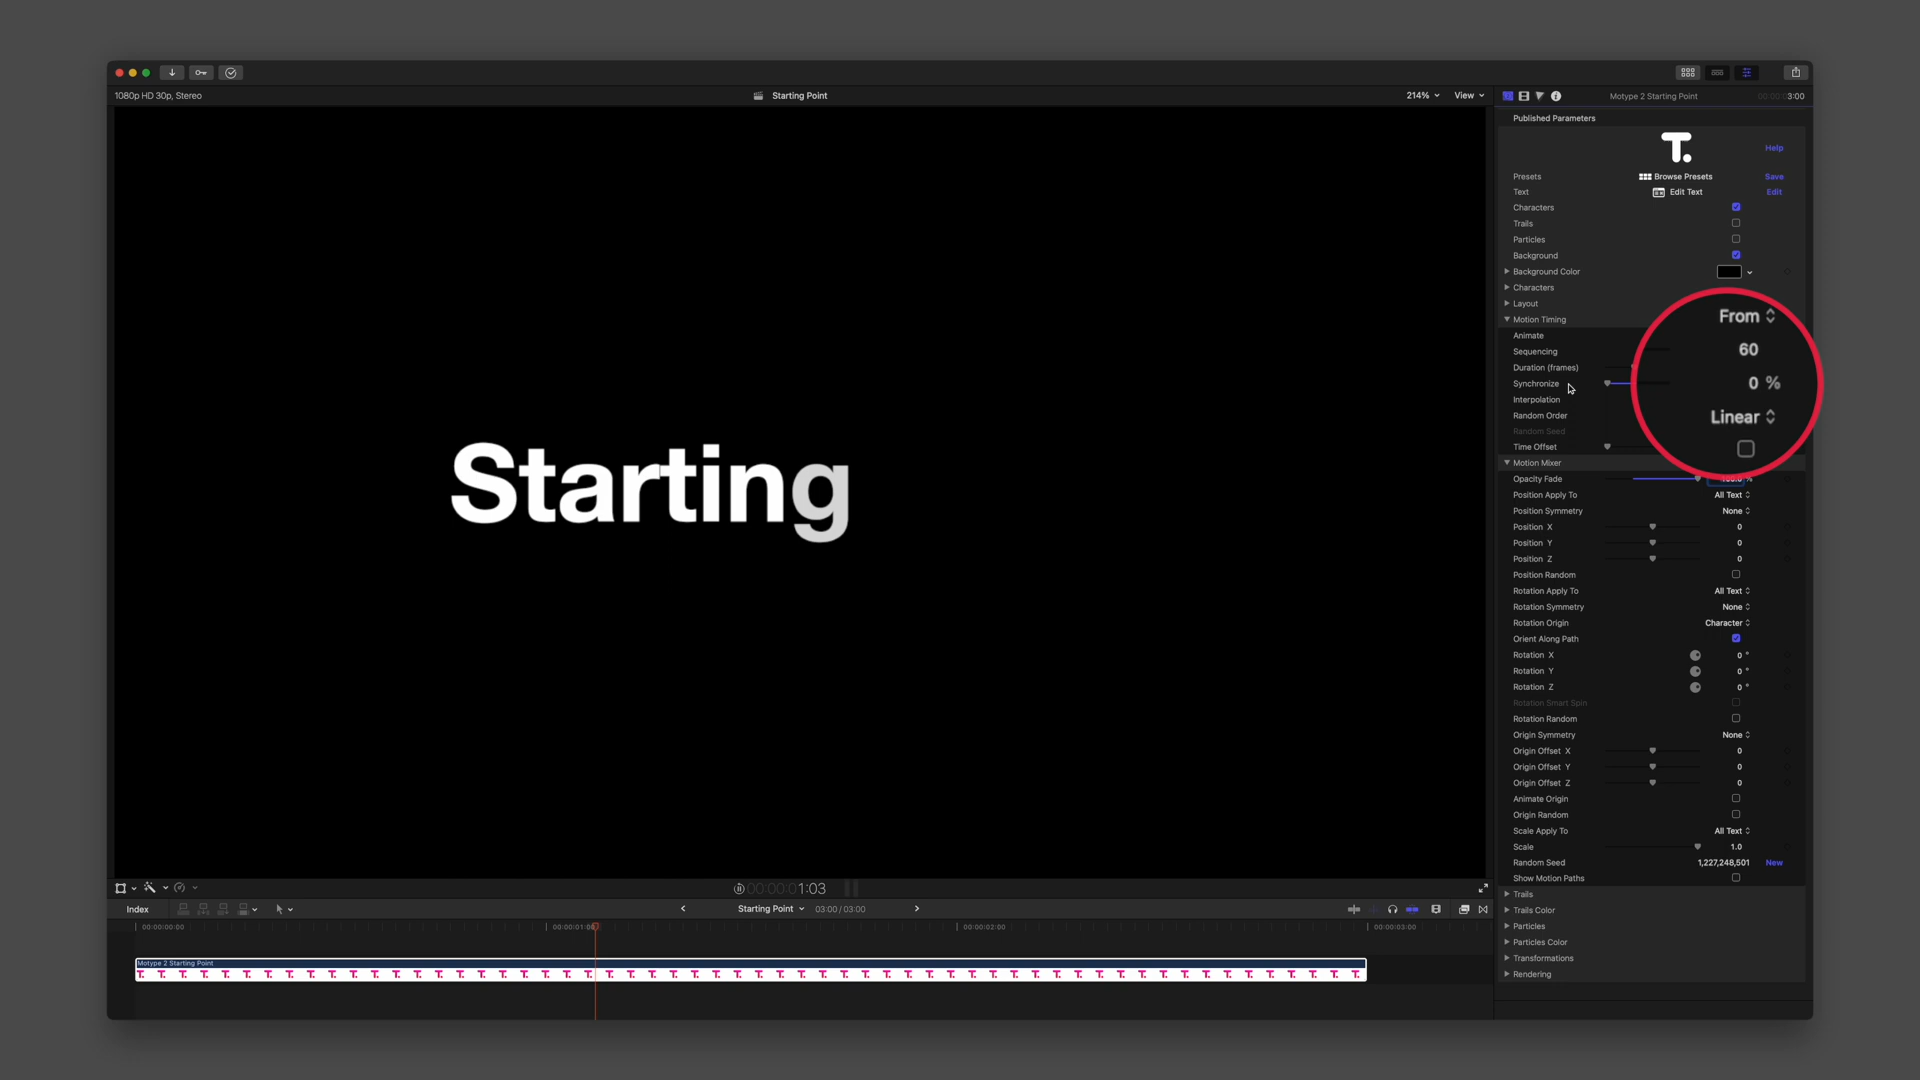 1080p HD 30p, Stereo
Starting Point
214%
View
Motype 2 Starting Point
00:00:03:00
Published Parameters
T.
Help
Presets
Browse Presets
Save
Text
Edit Text
Edit
Characters
Trails
Particles
Background
Background Color
Characters
Layout
Motion Timing
Animate
From
Sequencing
60
Duration (frames)
Synchronize
0 %
Interpolation
Linear
Random Order
Random Seed
Time Offset
Motion Mixer
Opacity Fade
%
Position Apply To
All Text
Position Symmetry
None
Position X
0
Position Y
0
Position Z
0
Position Random
Rotation Apply To
All Text
Rotation Symmetry
None
Rotation Origin
Character
Orient Along Path
Rotation X
0 °
Rotation Y
0 °
Rotation Z
0 °
Rotation Smart Spin
Rotation Random
Origin Symmetry
None
Origin Offset X
0
Origin Offset Y
0
Origin Offset Z
0
Animate Origin
Origin Random
Scale Apply To
All Text
Scale
1.0
Random Seed
1,227,248,501
New
Show Motion Paths
Trails
Trails Color
Particles
Particles Color
Transformations
Rendering
Starting
00:00:01:03
Index
Starting Point
03:00 / 03:00
00:00:00:00
00:00:02:00
00:00:03:00
Motype 2 Starting Point
T. T. T. T. T. T. T. T. T. T. T. T. T. T. T. T. T. T. T. T. T. T. T. T. T. T. T. T. T. T. T. T. T. T. T. T. T. T. T. T. T. T. T. T. T. T. T. T. T. T. T. T. T. T. T. T. T. T.